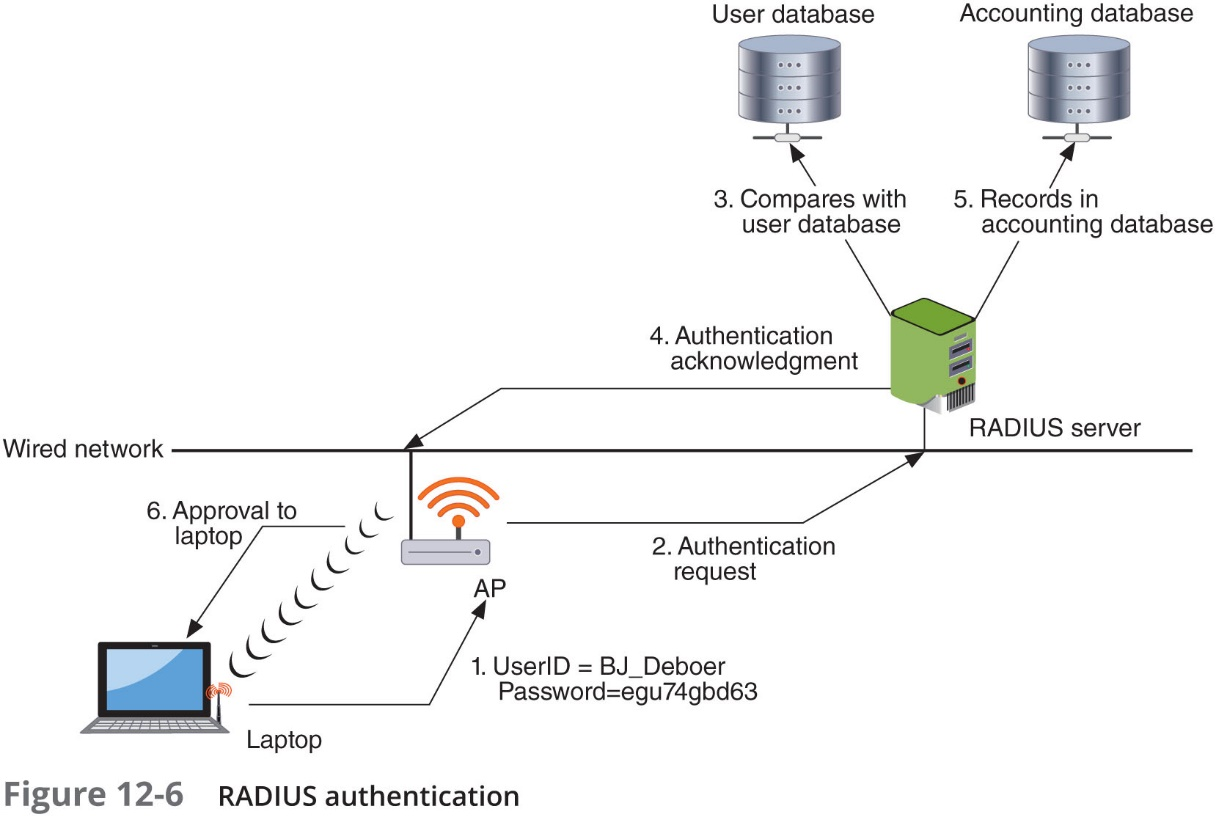 User database
Accounting database
3. Compares with
user database
5. Records in
accounting database
4. Authentication
acknowledgment
RADIUS server
Wired network
6. Approval to
laptop
2. Authentication
request
AP
1. UserID = BJ_Deboer
Password=egu74gbd63
Laptop
Figure 12-6 RADIUS authentication